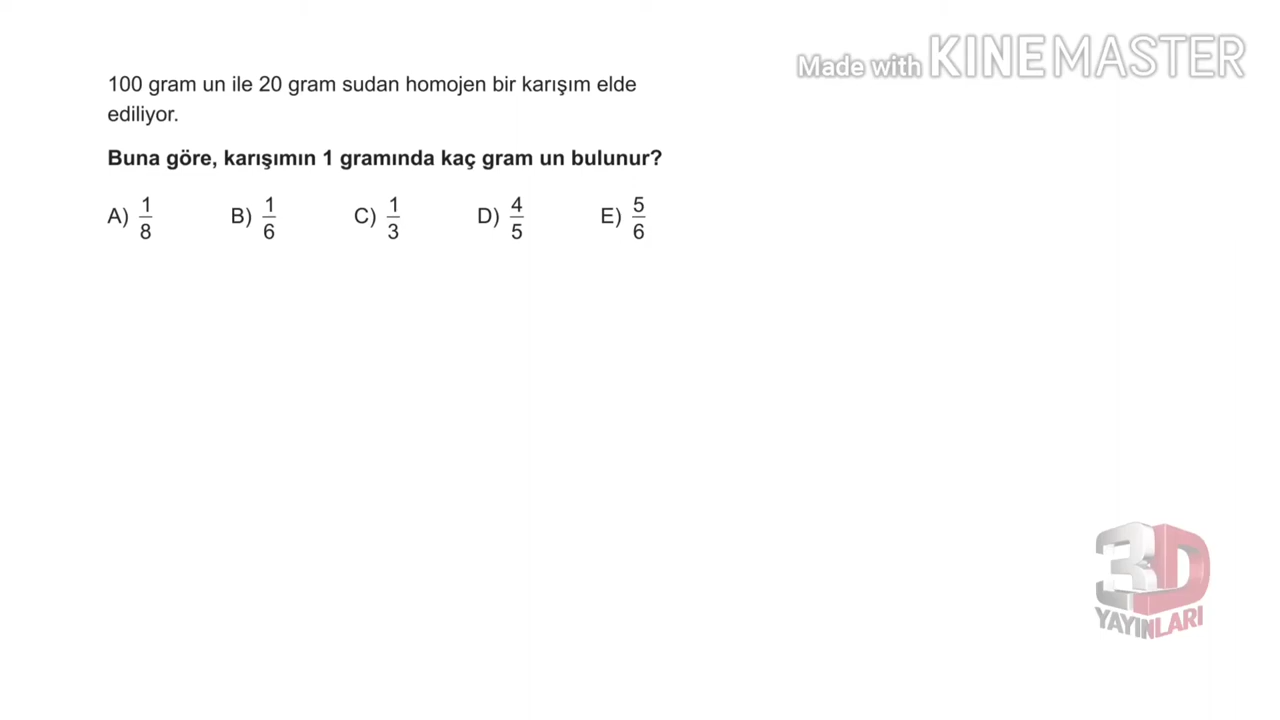 Made with KINEMASTER
100 gram un ile 20 gram sudan homojen bir karışım elde
ediliyor.
Buna göre, karışımın 1 gramında kaç gram un bulunur?
A) 1/8 B) 1/6 C) 1/3 D) 4/5 E) 5/6
3D
YAYINLARI